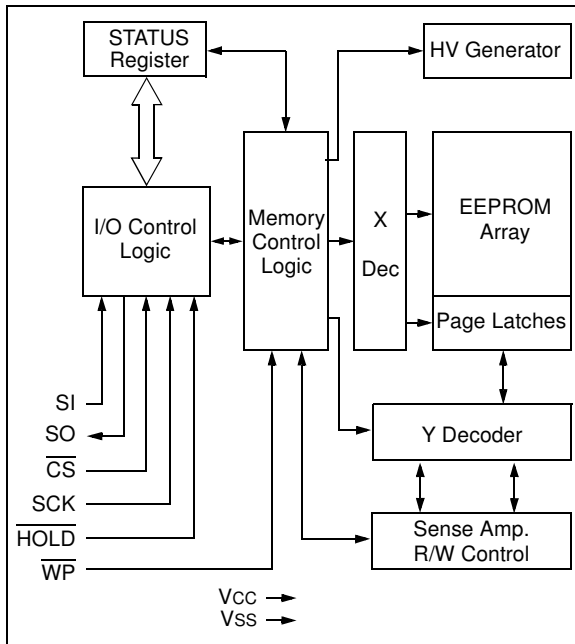 STATUS
Register
HV Generator
I/O Control
Logic
Memory
Control
Logic
X
Dec
EEPROM
Array
Page Latches
Y Decoder
Sense Amp.
R/W Control
SI
SO
CS
SCK
HOLD
WP
VCC
VSS